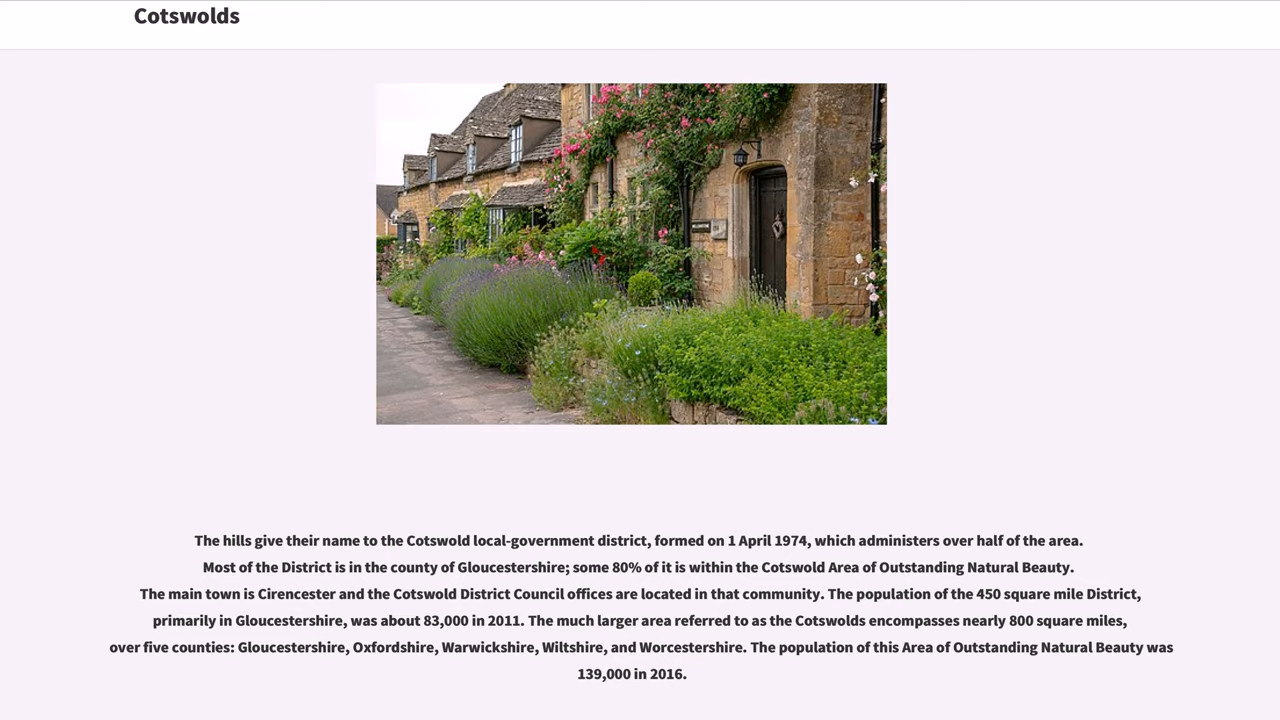 Cotswolds
The hills give their name to the Cotswold local-government district, formed on 1 April 1974, which administers over half of the area.
Most of the District is in the county of Gloucestershire; some 80% of it is within the Cotswold Area of Outstanding Natural Beauty.
The main town is Cirencester and the Cotswold District Council offices are located in that community. The population of the 450 square mile District,
primarily in Gloucestershire, was about 83,000 in 2011. The much larger area referred to as the Cotswolds encompasses nearly 800 square miles,
over five counties: Gloucestershire, Oxfordshire, Warwickshire, Wiltshire, and Worcestershire. The population of this Area of Outstanding Natural Beauty was
139,000 in 2016.